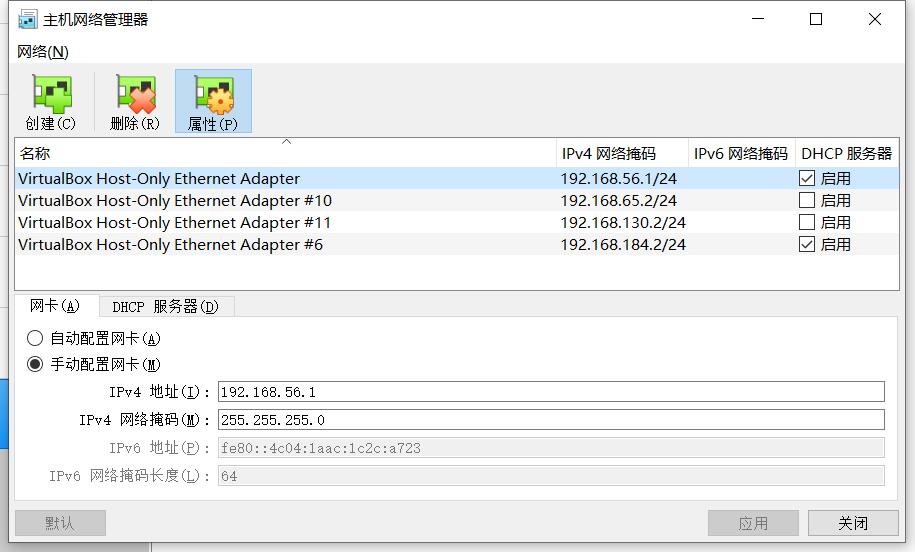 主机网络管理器
网络(N)
创建(C) 删除(R) 属性(P)
名称 IPv4 网络掩码 IPv6 网络掩码 DHCP 服务器
VirtualBox Host-Only Ethernet Adapter 192.168.56.1/24 启用
VirtualBox Host-Only Ethernet Adapter #10 192.168.65.2/24 启用
VirtualBox Host-Only Ethernet Adapter #11 192.168.130.2/24 启用
VirtualBox Host-Only Ethernet Adapter #6 192.168.184.2/24 启用
网卡(A) DHCP 服务器(D)
自动配置网卡(A)
手动配置网卡(M)
IPv4 地址(I): 192.168.56.1
IPv4 网络掩码(M): 255.255.255.0
IPv6 地址(P): fe80::4c04:1aac:1c2c:a723
IPv6 网络掩码长度(L): 64
默认 应用 关闭